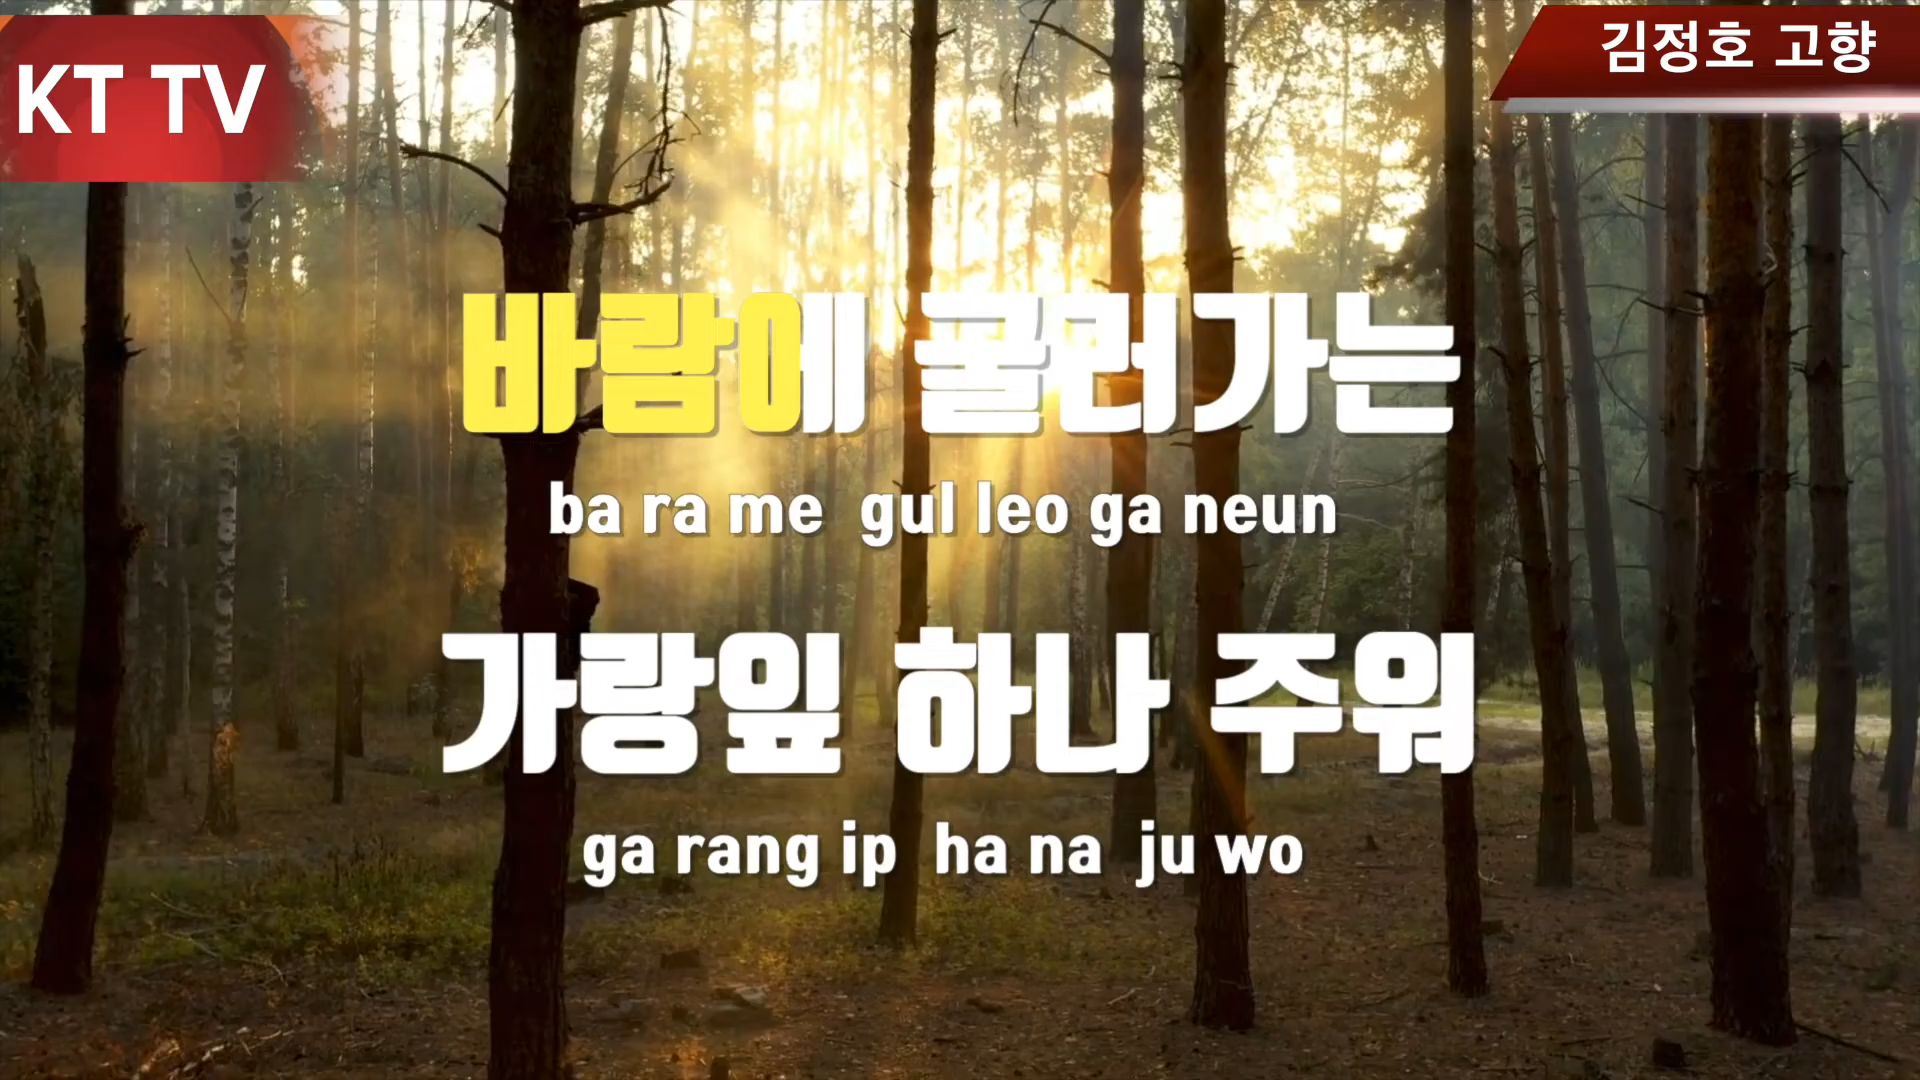 KT TV
김정호 고향
바람에 굴러가는
ba ra me gul leo ga neun
가랑잎 하나 주워
ga rang ip ha na ju wo